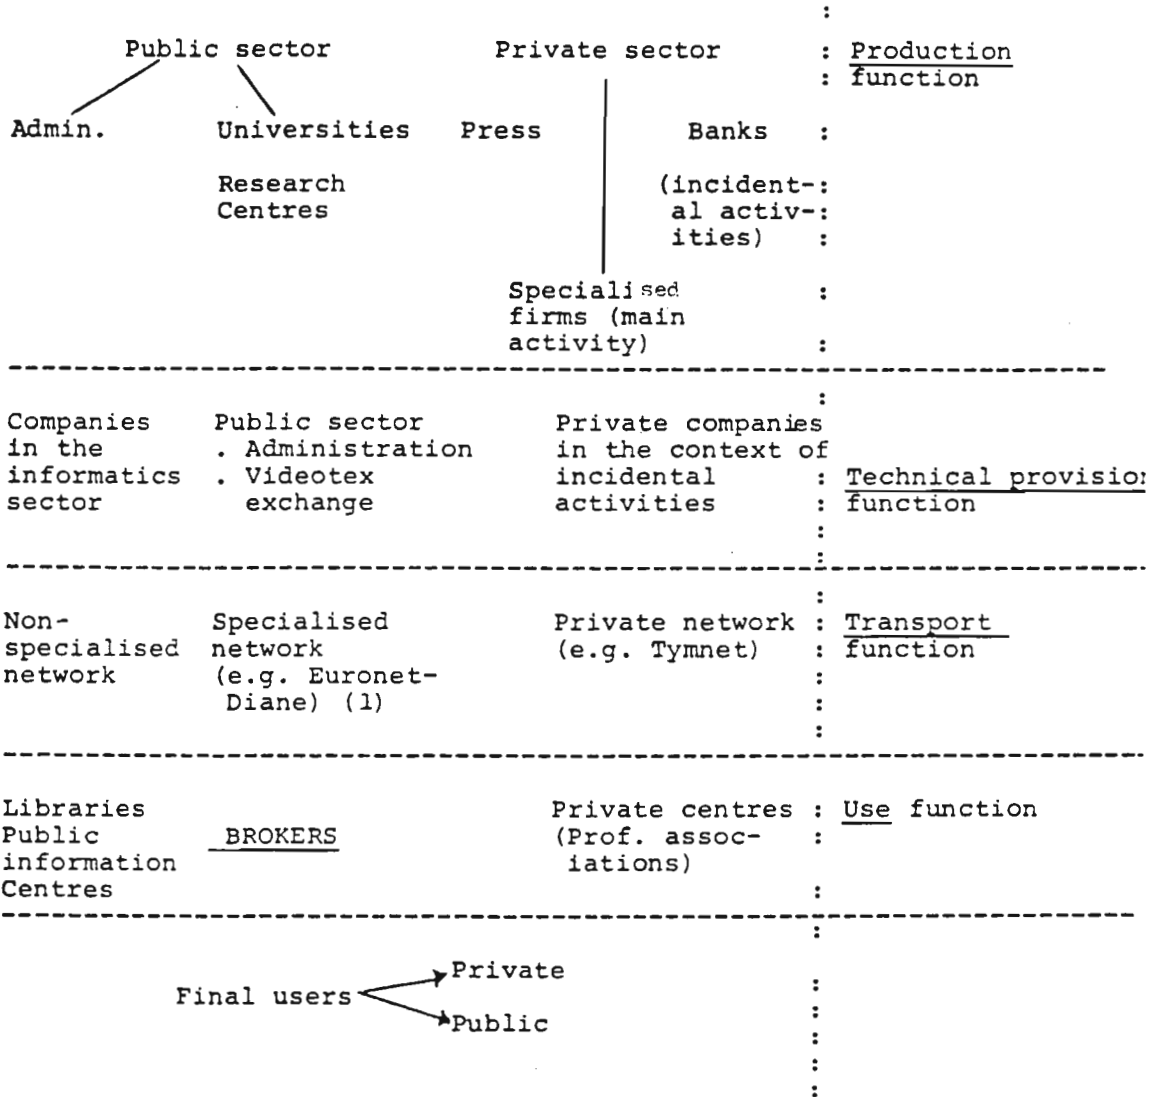 Public sector Private sector : Production
: function
Admin. Universities Press Banks :
Research (incident-:
Centres al activ-:
ities) :
Speciali sed :
firms (main
activity) :
Companies Public sector Private companies
in the . Administration in the context of
informatics . Videotex incidental : Technical provision
sector exchange activities : function
Non- Specialised Private network : Transport
specialised network (e.g. Tymnet) : function
network (e.g. Euronet-
Diane) (1)
Libraries Private centres : Use function
Public BROKERS (Prof. assoc- :
information iations)
Centres :
Private
Final users
Public